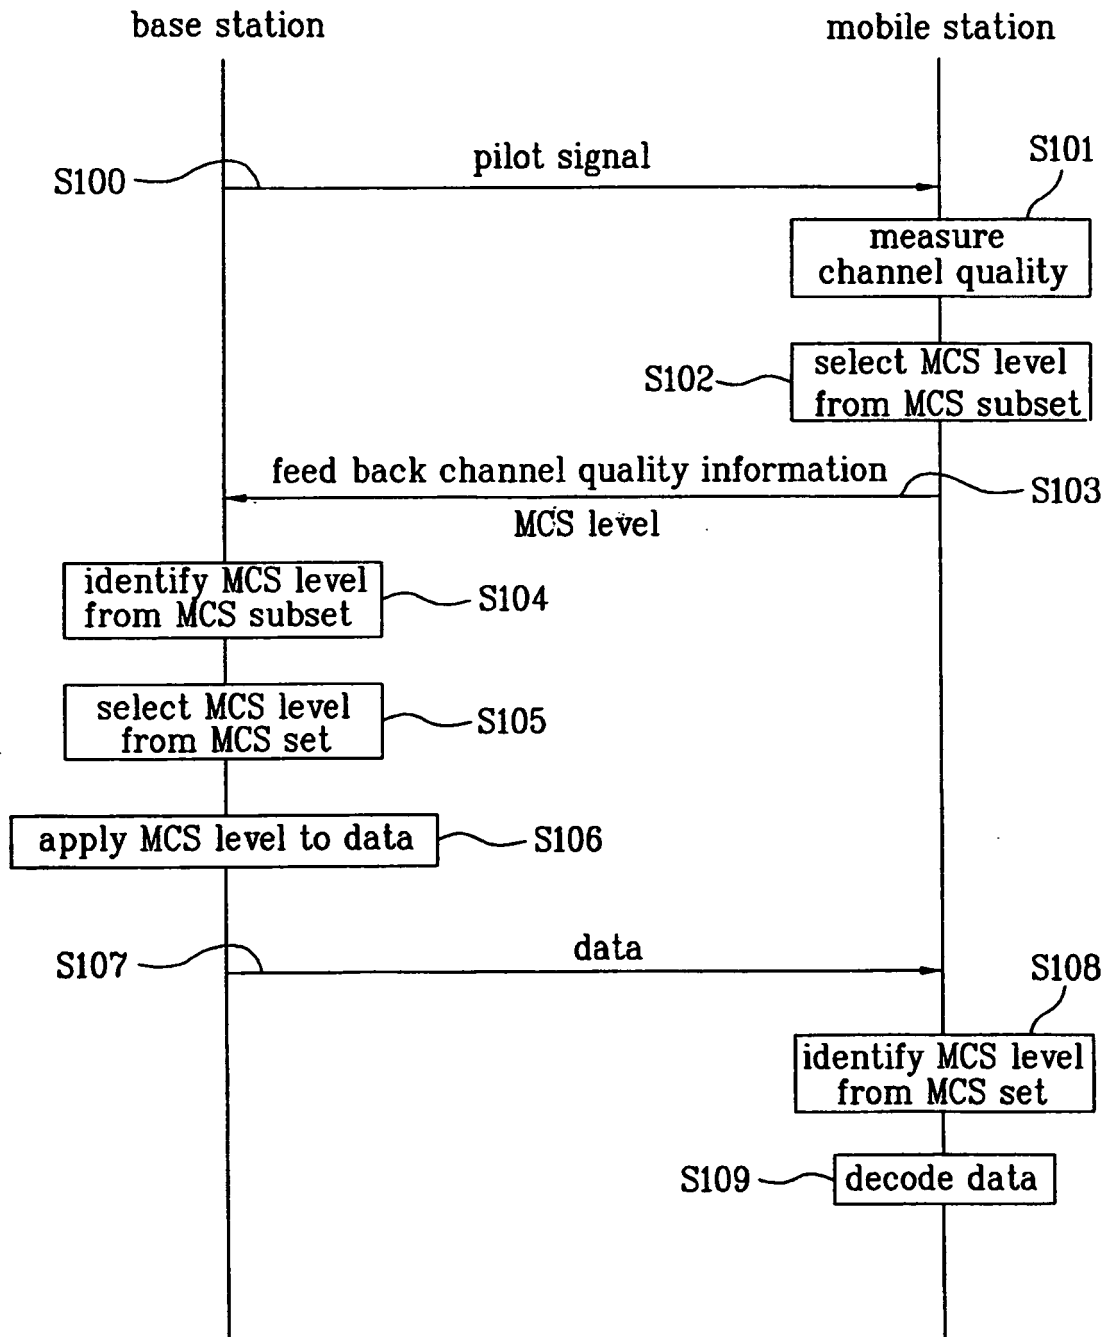 base station
mobile station
pilot signal
S100
S101
measure
channel quality
S102
select MCS level
from MCS subset
feed back channel quality information
S103
MCS level
identify MCS level
from MCS subset
S104
select MCS level
from MCS set
S105
apply MCS level to data
S106
data
S107
S108
identify MCS level
from MCS set
S109
decode data